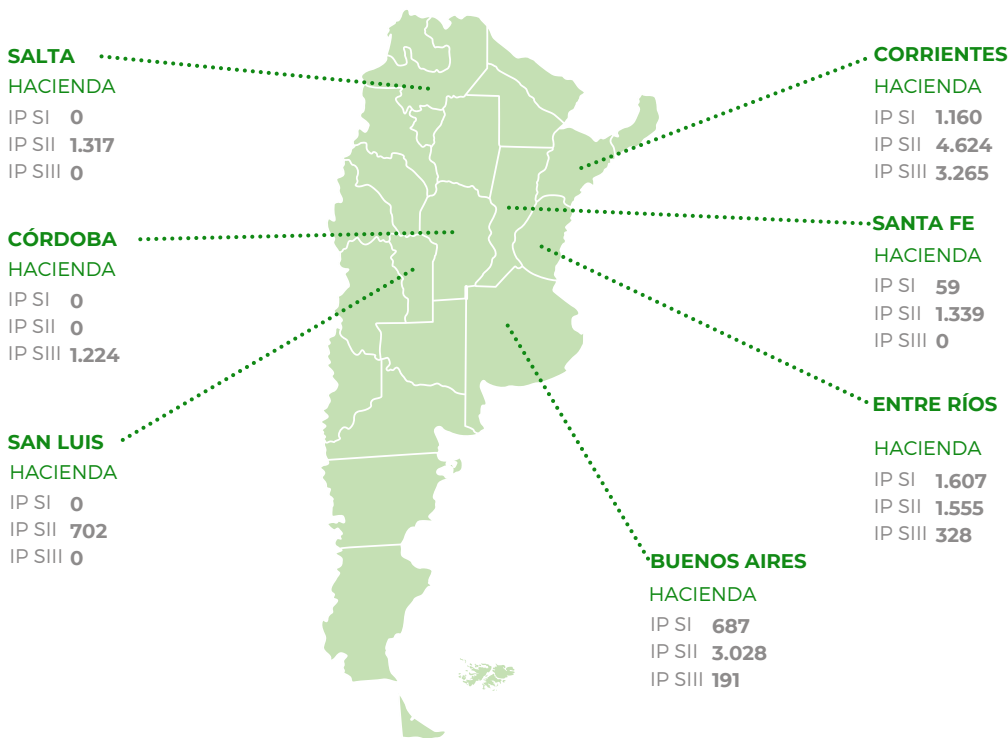 SALTA
HACIENDA
IP SI 0
IP SII 1.317
IP SIII 0
CÓRDOBA
HACIENDA
IP SI 0
IP SII 0
IP SIII 1.224
SAN LUIS
HACIENDA
IP SI 0
IP SII 702
IP SIII 0
CORRIENTES
HACIENDA
IP SI 1.160
IP SII 4.624
IP SIII 3.265
SANTA FE
HACIENDA
IP SI 59
IP SII 1.339
IP SIII 0
ENTRE RÍOS
HACIENDA
IP SI 1.607
IP SII 1.555
IP SIII 328
BUENOS AIRES
HACIENDA
IP SI 687
IP SII 3.028
IP SIII 191